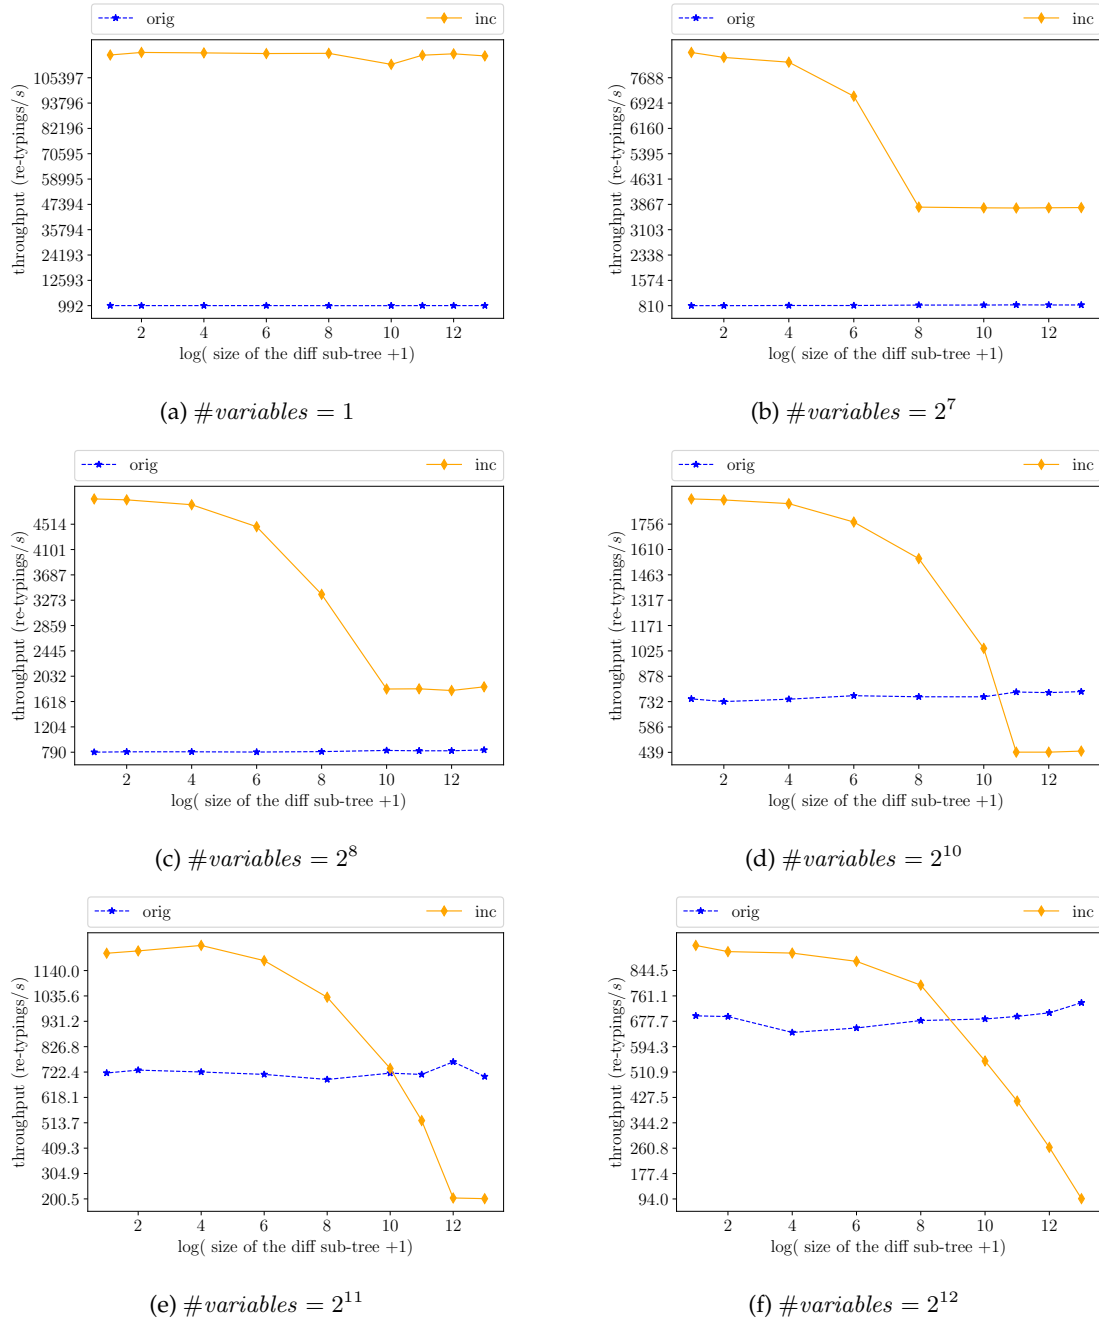 orig inc
throughput (re-typings/s)
105397
93796
82196
70595
58995
47394
35794
24193
12593
992
2 4 6 8 10 12
log( size of the diff sub-tree +1)
(a) #variables = 1
orig inc
throughput (re-typings/s)
7688
6924
6160
5395
4631
3867
3103
2338
1574
810
2 4 6 8 10 12
log( size of the diff sub-tree +1)
(b) #variables = 2^7
orig inc
throughput (re-typings/s)
4514
4101
3687
3273
2859
2445
2032
1618
1204
790
2 4 6 8 10 12
log( size of the diff sub-tree +1)
(c) #variables = 2^8
orig inc
throughput (re-typings/s)
1756
1610
1463
1317
1171
1025
878
732
586
439
2 4 6 8 10 12
log( size of the diff sub-tree +1)
(d) #variables = 2^10
orig inc
throughput (re-typings/s)
1140.0
1035.6
931.2
826.8
722.4
618.1
513.7
409.3
304.9
200.5
2 4 6 8 10 12
log( size of the diff sub-tree +1)
(e) #variables = 2^11
orig inc
throughput (re-typings/s)
844.5
761.1
677.7
594.3
510.9
427.5
344.2
260.8
177.4
94.0
2 4 6 8 10 12
log( size of the diff sub-tree +1)
(f) #variables = 2^12